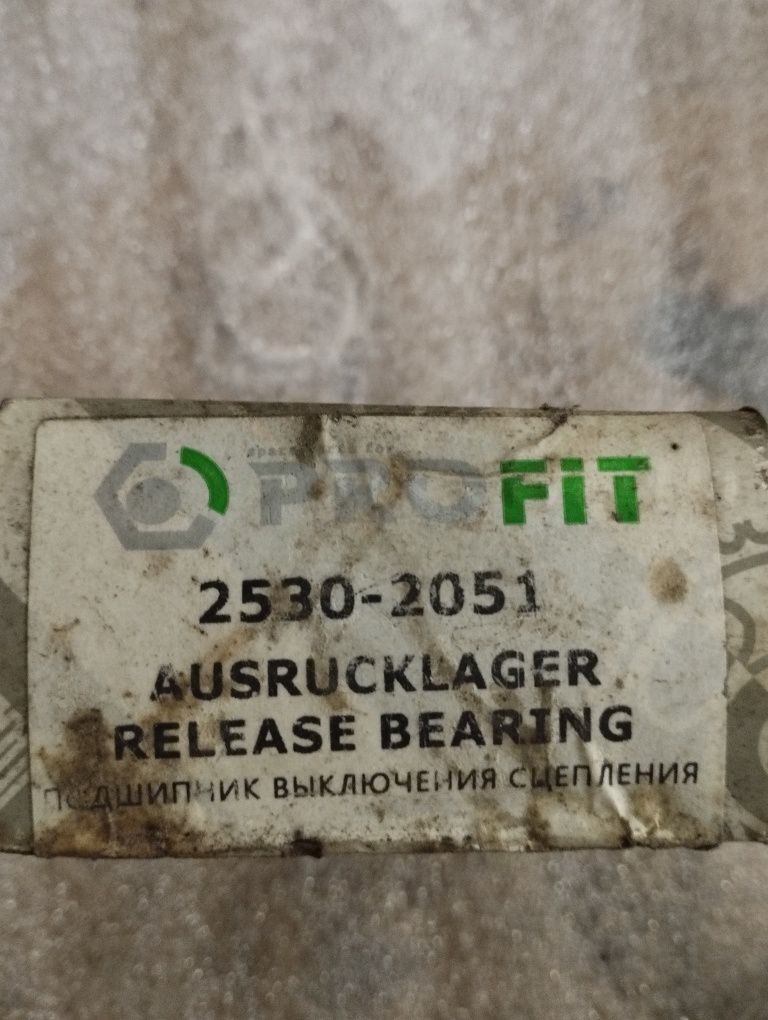 PROFIT
2530-2051
AUSRUCKLAGER
RELEASE BEARING
ПОДШИПНИК ВЫКЛЮЧЕНИЯ СЦЕПЛЕНИЯ